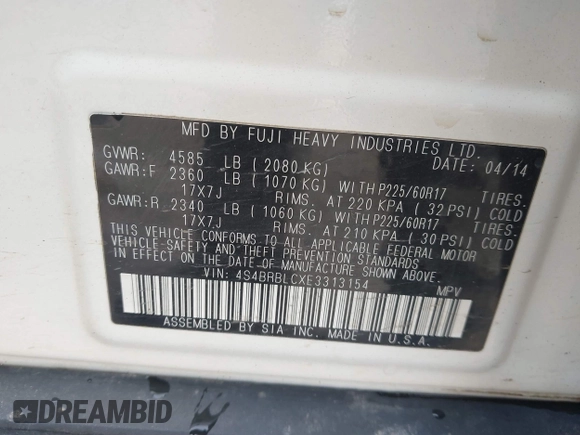 MFD BY FUJI HEAVY INDUSTRIES LTD.
GVWR: 4585 LB (2080 KG) DATE: 04/14
GAWR:F 2360 LB (1070 KG) WITH P225/60R17 TIRES.
17X7J RIMS. AT 220 KPA (32 PSI) COLD
GAWR:R 2340 LB (1060 KG) WITH P225/60R17 TIRES.
17X7J RIMS. AT 210 KPA (30 PSI) COLD
THIS VEHICLE CONFORMS TO ALL APPLICABLE FEDERAL MOTOR
VEHICLE-SAFETY AND THEFT-PREVENTION STANDARDS IN EFFECT
ON THE DATE OF MANUFACTURE SHOWN ABOVE.
VIN: 4S4BRBLCXE3313154 MPV
ASSEMBLED BY SIA INC. MADE IN U.S.A.
DREAMBID